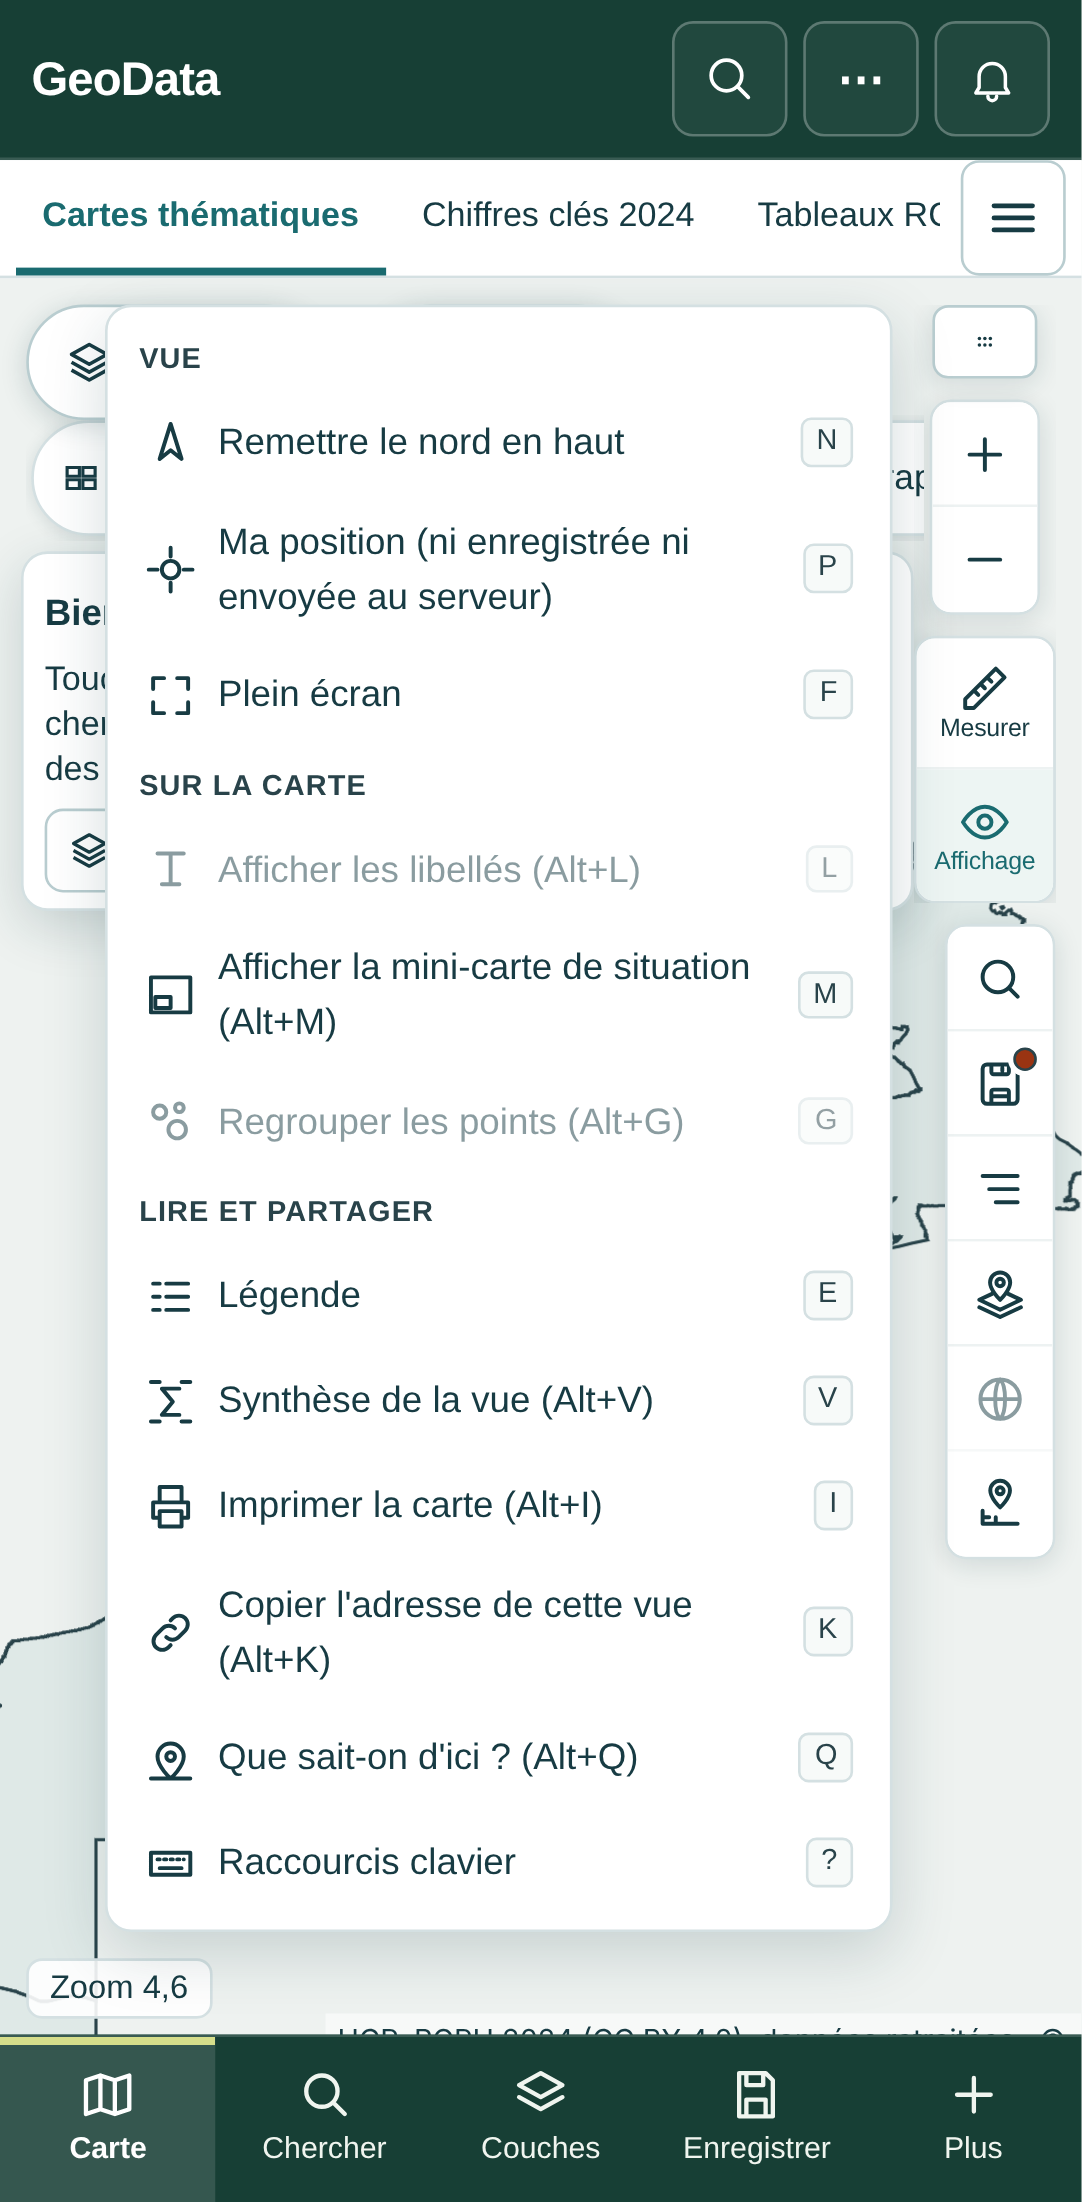 GeoData
Cartes thématiques Chiffres clés 2024 Tableaux
VUE
Remettre le nord en haut N
Ma position (ni enregistrée ni
envoyée au serveur) P
Plein écran F
SUR LA CARTE
Afficher les libellés (Alt+L) L
Afficher la mini-carte de situation
(Alt+M) M
Regrouper les points (Alt+G) G
LIRE ET PARTAGER
Légende E
Synthèse de la vue (Alt+V) V
Imprimer la carte (Alt+I) I
Copier l'adresse de cette vue
(Alt+K) K
Que sait-on d'ici ? (Alt+Q) Q
Raccourcis clavier ?
des
Mesurer
Affichage
Zoom 4,6
Carte Chercher Couches Enregistrer Plus